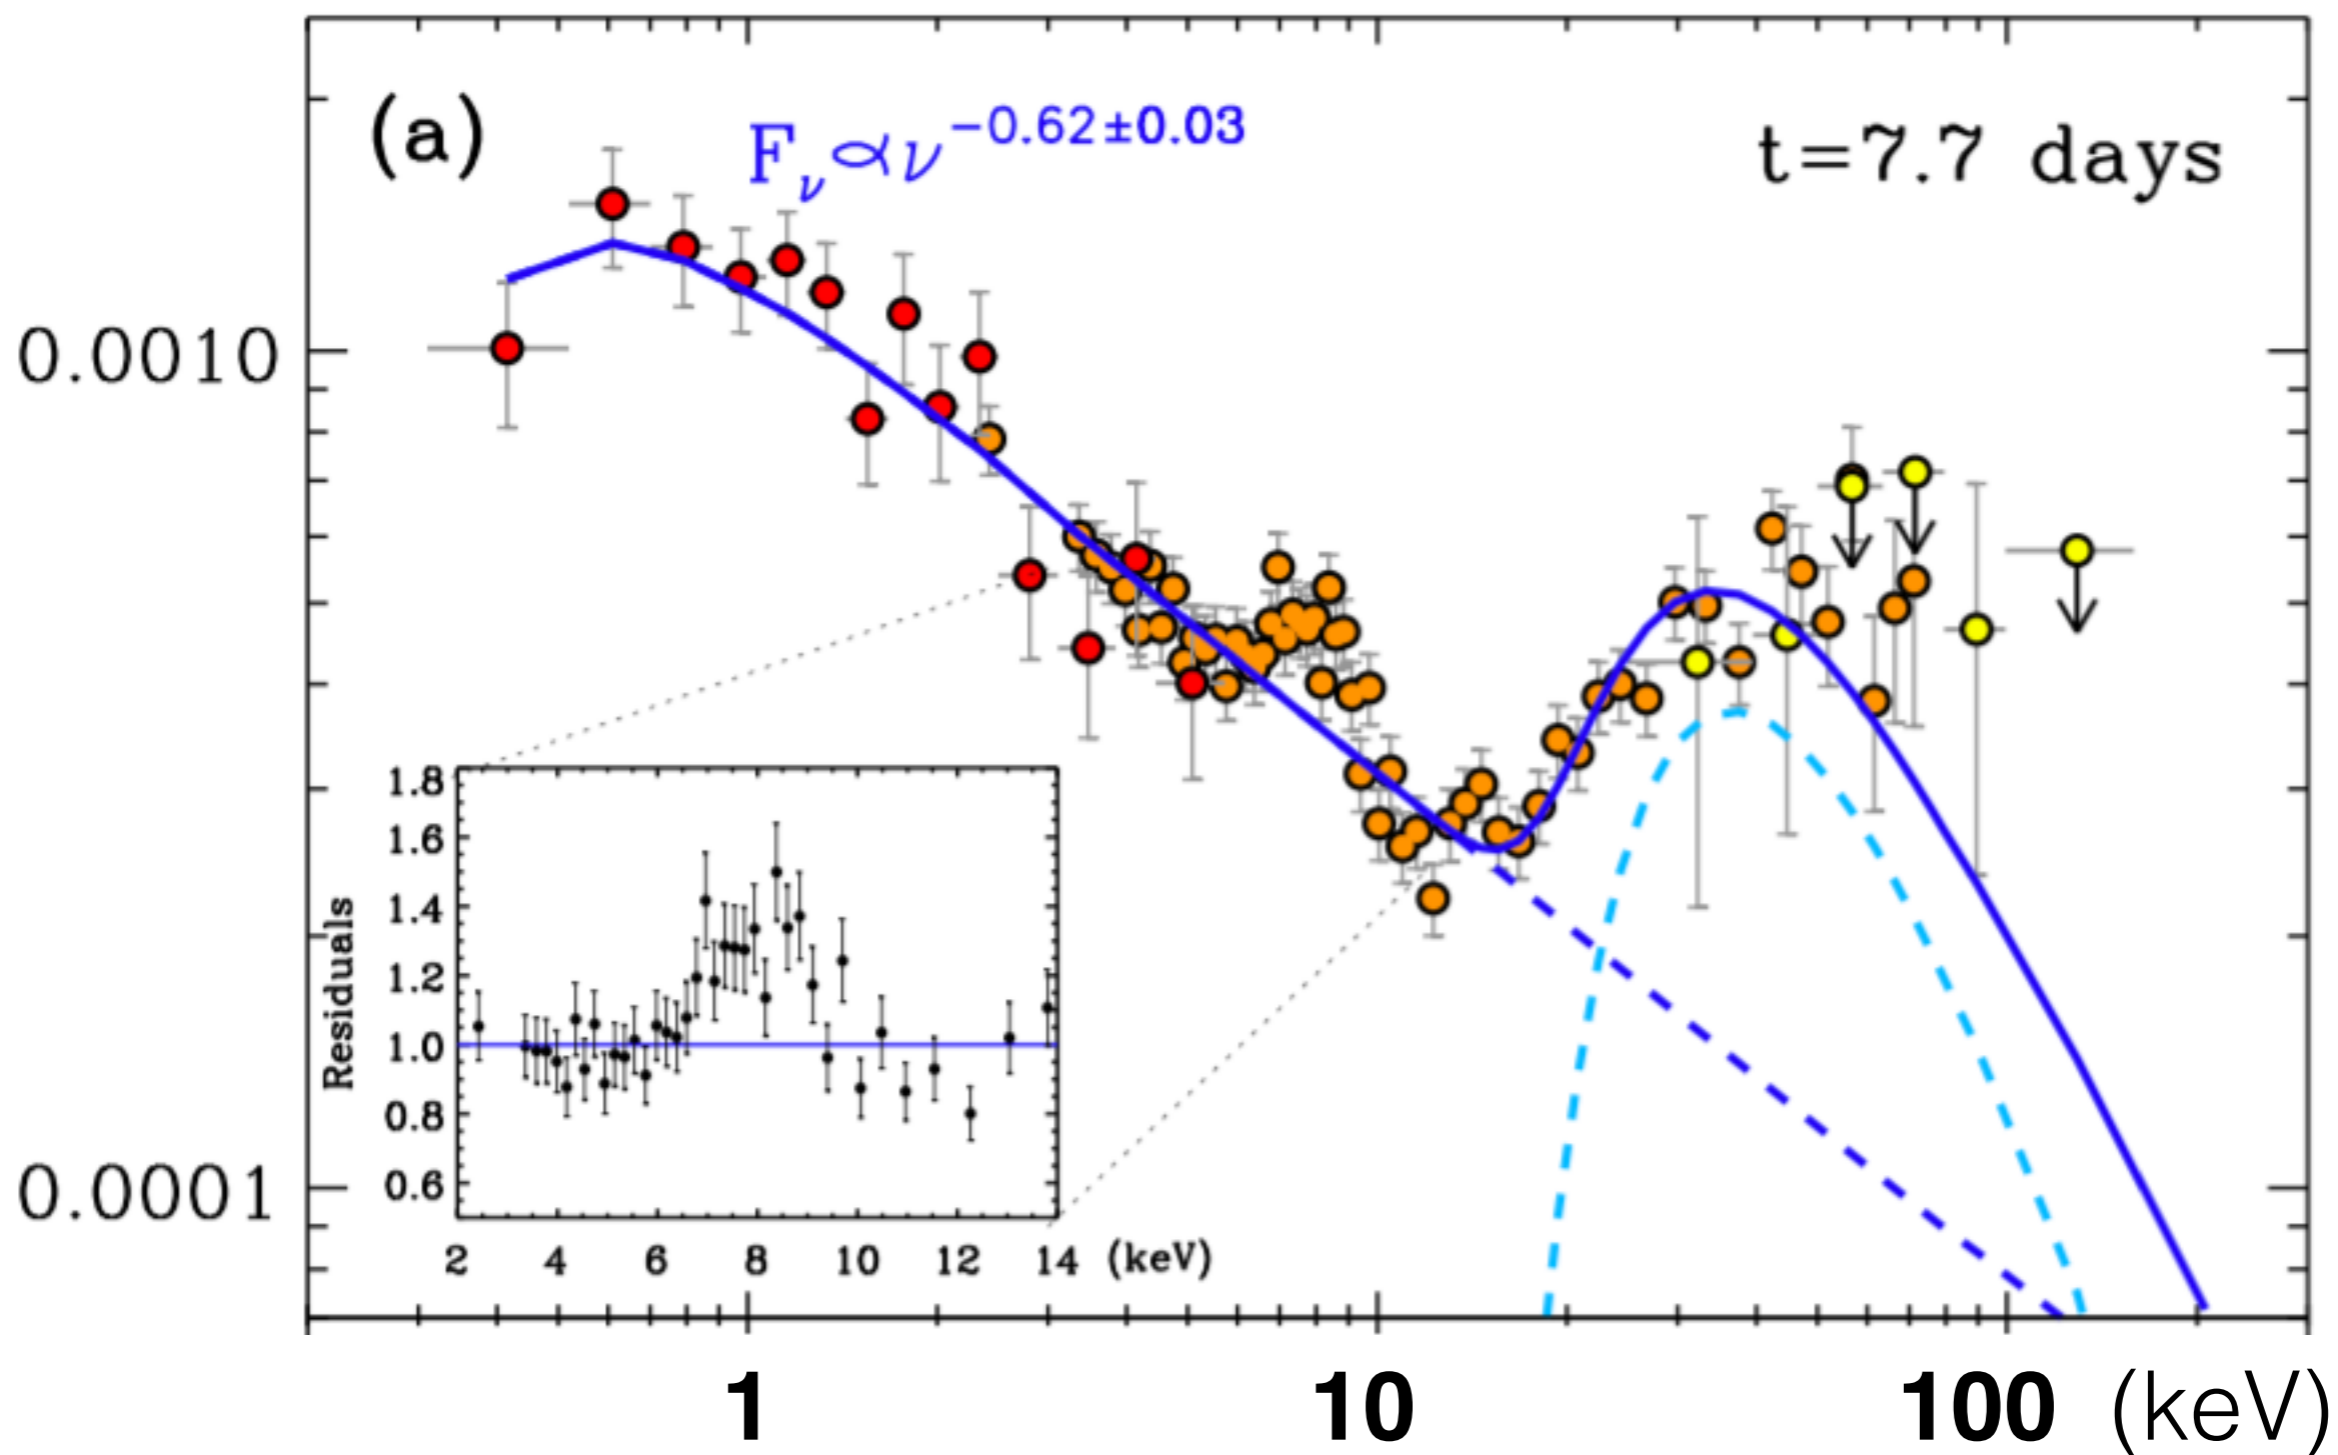 (a)
F_ν∝ν^−0.62±0.03
t=7.7 days
0.0010
0.0001
Residuals
1.8
1.6
1.4
1.2
1.0
0.8
0.6
2 4 6 8 10 12 14 (keV)
1 10 100 (keV)